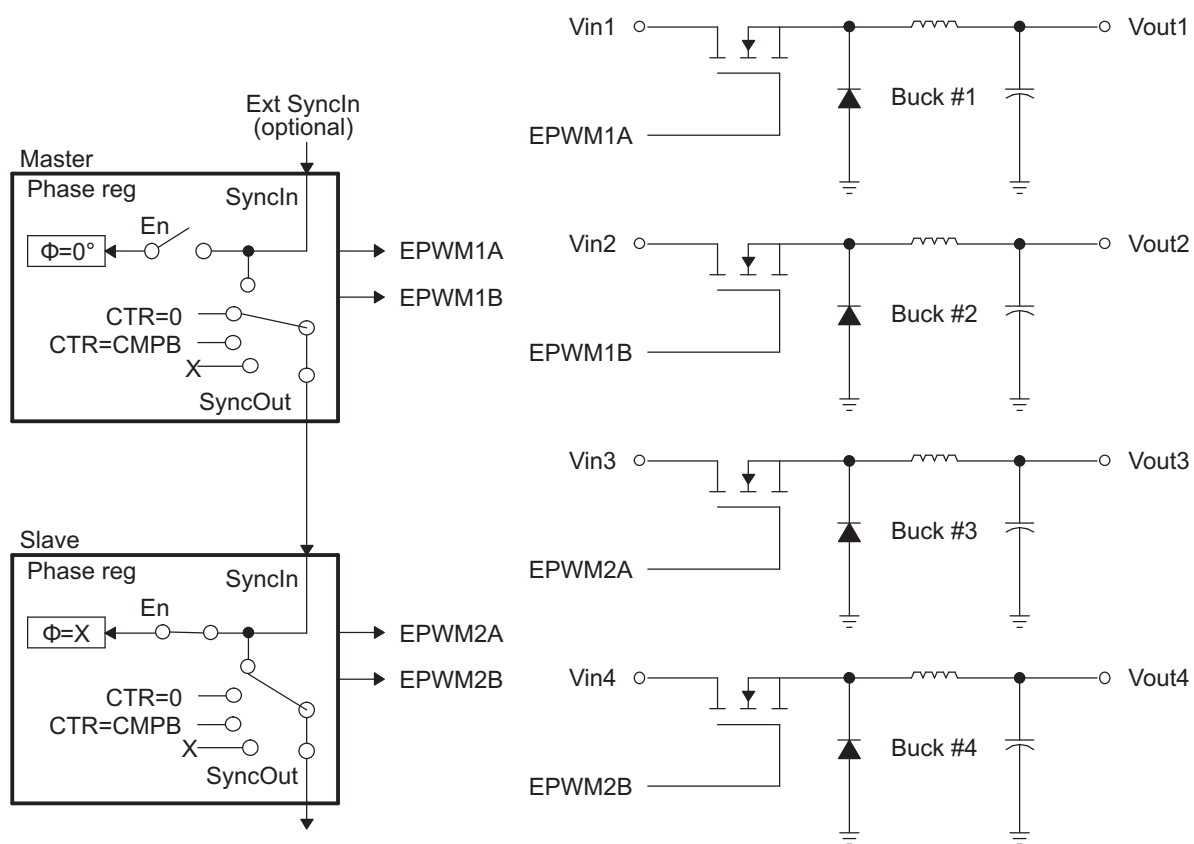 Ext SyncIn
(optional)
Master
Phase reg
SyncIn
En
Φ=0°
EPWM1A
EPWM1B
CTR=0
CTR=CMPB
X
SyncOut
Slave
Phase reg
SyncIn
En
Φ=X
EPWM2A
EPWM2B
CTR=0
CTR=CMPB
X
SyncOut
Vin1
Vout1
Buck #1
EPWM1A
Vin2
Vout2
Buck #2
EPWM1B
Vin3
Vout3
Buck #3
EPWM2A
Vin4
Vout4
Buck #4
EPWM2B